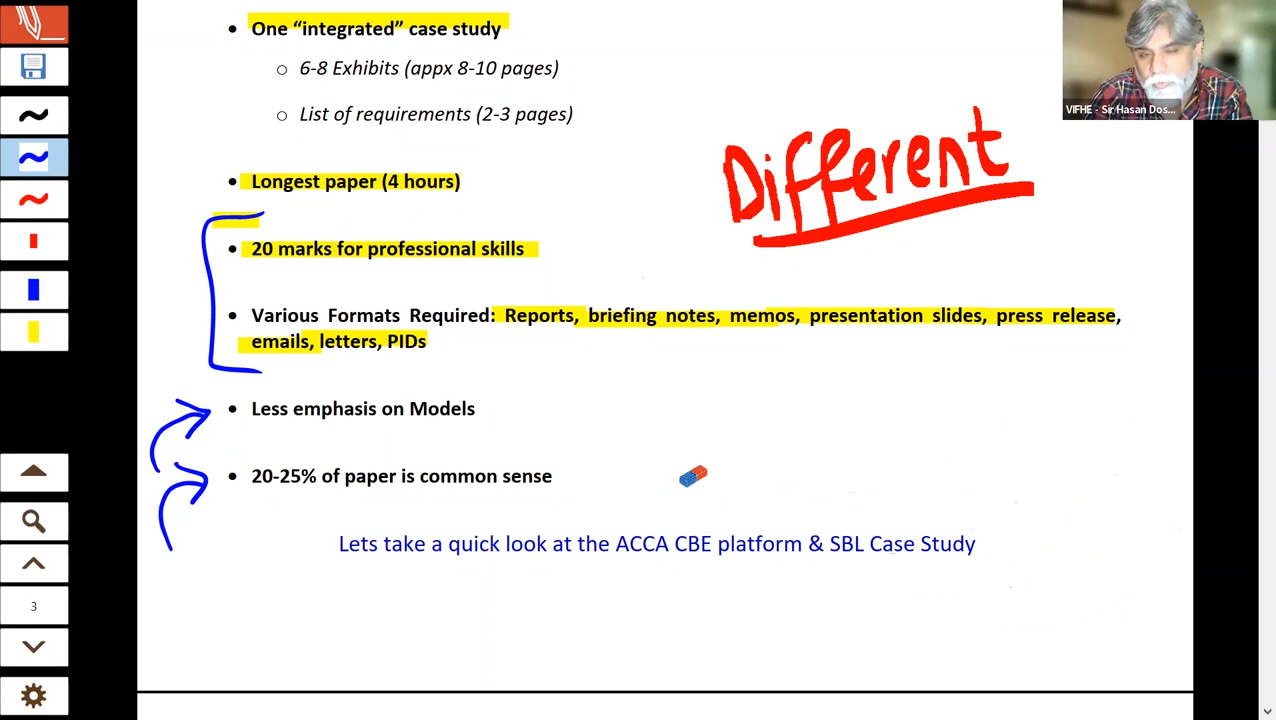 One “integrated” case study
6-8 Exhibits (appx 8-10 pages)
List of requirements (2-3 pages)
VIFHE - Sir Hasan Dos...
Different
Longest paper (4 hours)
20 marks for professional skills
Various Formats Required: Reports, briefing notes, memos, presentation slides, press release,
emails, letters, PIDs
Less emphasis on Models
20-25% of paper is common sense
Lets take a quick look at the ACCA CBE platform & SBL Case Study
3